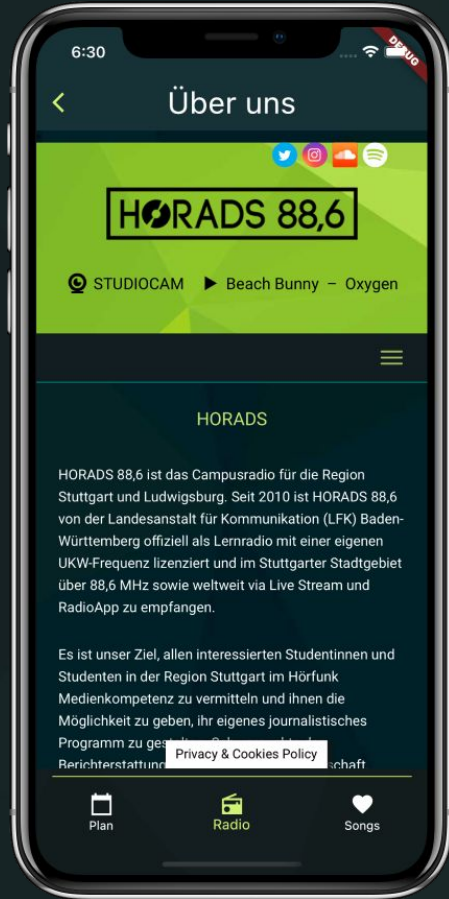 6:30
DEBUG
Über uns
HORADS 88,6
STUDIOCAM Beach Bunny – Oxygen
HORADS
HORADS 88,6 ist das Campusradio für die Region
Stuttgart und Ludwigsburg. Seit 2010 ist HORADS 88,6
von der Landesanstalt für Kommunikation (LFK) Baden-
Württemberg offiziell als Lernradio mit einer eigenen
UKW-Frequenz lizenziert und im Stuttgarter Stadtgebiet
über 88,6 MHz sowie weltweit via Live Stream und
RadioApp zu empfangen.
Es ist unser Ziel, allen interessierten Studentinnen und
Studenten in der Region Stuttgart im Hörfunk
Medienkompetenz zu vermitteln und ihnen die
Möglichkeit zu geben, ihr eigenes journalistisches
Programm zu
Privacy & Cookies Policy
Berichterstattung
Plan
Radio
Songs